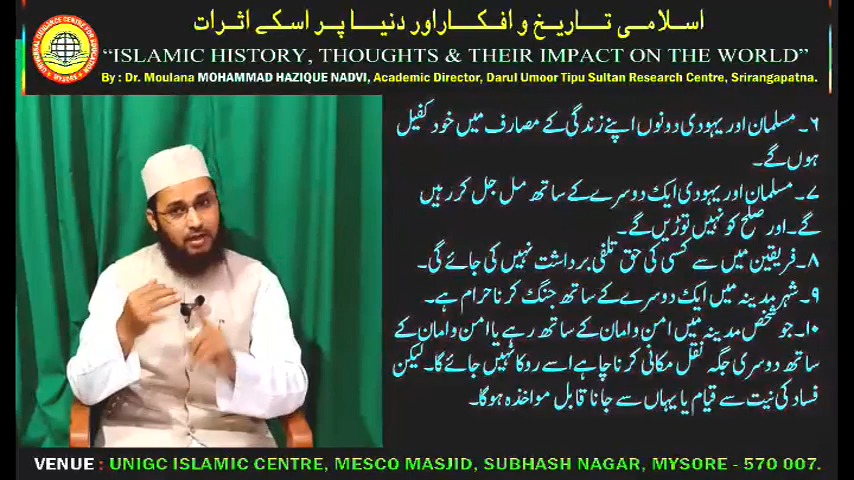 اسلامی تاریخ و افکار اور دنیا پر اسکے اثرات
“ISLAMIC HISTORY, THOUGHTS & THEIR IMPACT ON THE WORLD”
By : Dr. Moulana MOHAMMAD HAZIQUE NADVI, Academic Director, Darul Umoor Tipu Sultan Research Centre, Srirangapatna.
۶۔ مسلمان اور یہودی دونوں اپنے زندگی کے مصارف میں خود کفیل
ہوں گے۔
۷۔ مسلمان اور یہودی ایک دوسرے کے ساتھ مل جل کر رہیں
گے۔ اور صلح کو نہیں توڑیں گے۔
۸۔ فریقین میں سے کسی کی حق تلفی برداشت نہیں کی جائے گی۔
۹۔ شہر مدینہ میں ایک دوسرے کے ساتھ جنگ کرنا حرام ہے۔
۱۰۔ جو شخص مدینہ میں امن و امان کے ساتھ رہے یا امن و امان کے
ساتھ دوسری جگہ نقل مکانی کرنا چاہے اسے روکا نہیں جائے گا۔ لیکن
فساد کی نیت سے قیام یا یہاں سے جانا قابل مواخذہ ہوگا۔
VENUE : UNIGC ISLAMIC CENTRE, MESCO MASJID, SUBHASH NAGAR, MYSORE - 570 007.